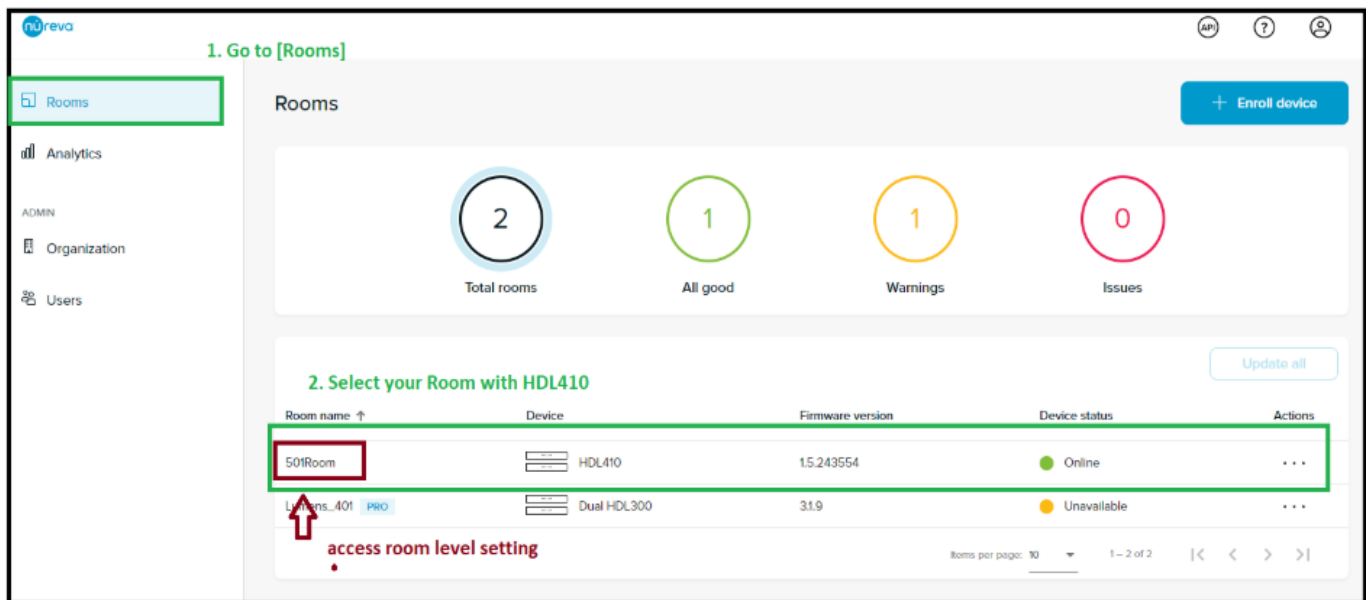 nureva
API ?
1. Go to [Rooms]
Rooms
Rooms
+ Enroll device
Analytics
ADMIN
Organization
Users
2 1 1 0
Total rooms All good Warnings Issues
Update all
2. Select your Room with HDL410
Room name ↑ Device Firmware version Device status Actions
501Room HDL410 1.5.243554 Online ...
Lumens_401 PRO Dual HDL300 3.1.9 Unavailable ...
access room level setting
Items per page: 10 1 – 2 of 2 |< < > >|